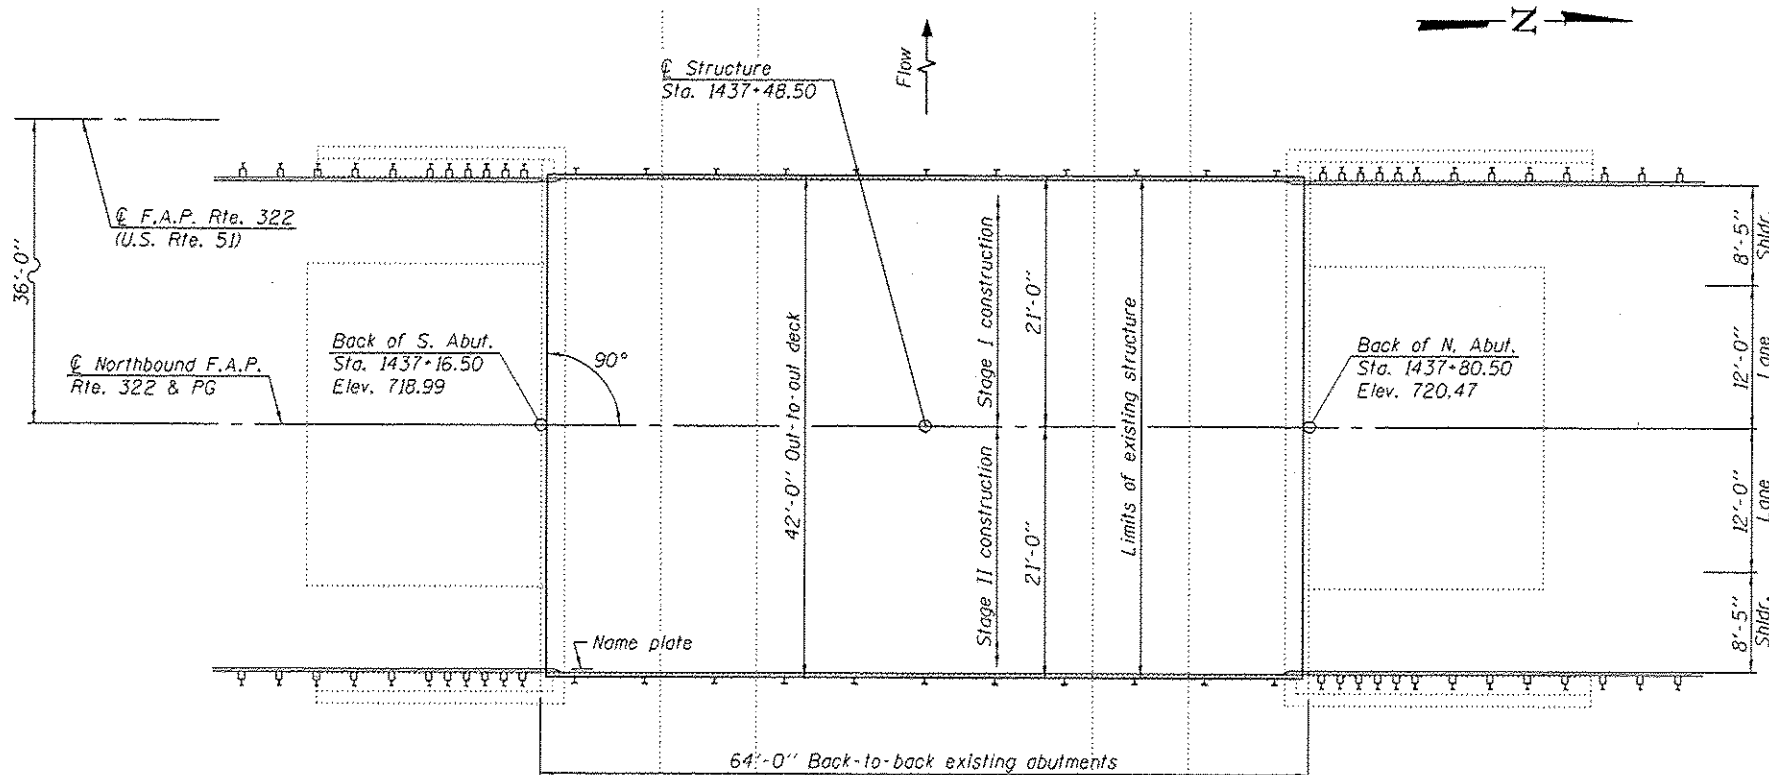 N
Flow
℄ Structure
Sta. 1437+48.50
36'-0"
℄ F.A.P. Rte. 322
(U.S. Rte. 51)
℄ Northbound F.A.P.
Rte. 322 & PG
Back of S. Abut.
Sta. 1437+16.50
Elev. 718.99
90°
42'-0" Out-to-out deck
Stage I construction
21'-0"
Stage II construction
21'-0"
Limits of existing structure
Back of N. Abut.
Sta. 1437+80.50
Elev. 720.47
8'-5"
Shldr.
12'-0"
Lane
12'-0"
Lane
8'-5"
Shldr.
Name plate
64'-0" Back-to-back existing abutments